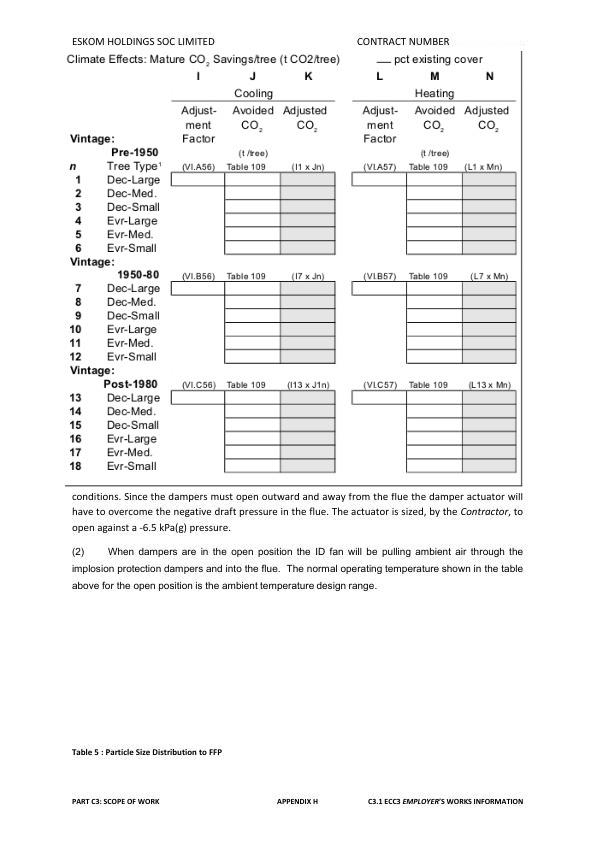 ESKOM HOLDINGS SOC LIMITED CONTRACT NUMBER
Climate Effects: Mature CO2 Savings/tree (t CO2/tree) ___ pct existing cover
I J K L M N
Cooling Heating
Adjust- Avoided Adjusted Adjust- Avoided Adjusted
ment CO2 CO2 ment CO2 CO2
Vintage: Factor Factor
Pre-1950 (t /tree) (t /tree)
n Tree Type1 (VI.A56) Table 109 (I1 x Jn) (VI.A57) Table 109 (L1 x Mn)
1 Dec-Large
2 Dec-Med.
3 Dec-Small
4 Evr-Large
5 Evr-Med.
6 Evr-Small
Vintage:
1950-80 (VI.B56) Table 109 (I7 x Jn) (VI.B57) Table 109 (L7 x Mn)
7 Dec-Large
8 Dec-Med.
9 Dec-Small
10 Evr-Large
11 Evr-Med.
12 Evr-Small
Vintage:
Post-1980 (VI.C56) Table 109 (I13 x J1n) (VI.C57) Table 109 (L13 x Mn)
13 Dec-Large
14 Dec-Med.
15 Dec-Small
16 Evr-Large
17 Evr-Med.
18 Evr-Small
conditions. Since the dampers must open outward and away from the flue the damper actuator will
have to overcome the negative draft pressure in the flue. The actuator is sized, by the Contractor, to
open against a -6.5 kPa(g) pressure.
(2) When dampers are in the open position the ID fan will be pulling ambient air through the
implosion protection dampers and into the flue. The normal operating temperature shown in the table
above for the open position is the ambient temperature design range.
Table 5 : Particle Size Distribution to FFP
PART C3: SCOPE OF WORK APPENDIX H C3.1 ECC3 EMPLOYER'S WORKS INFORMATION